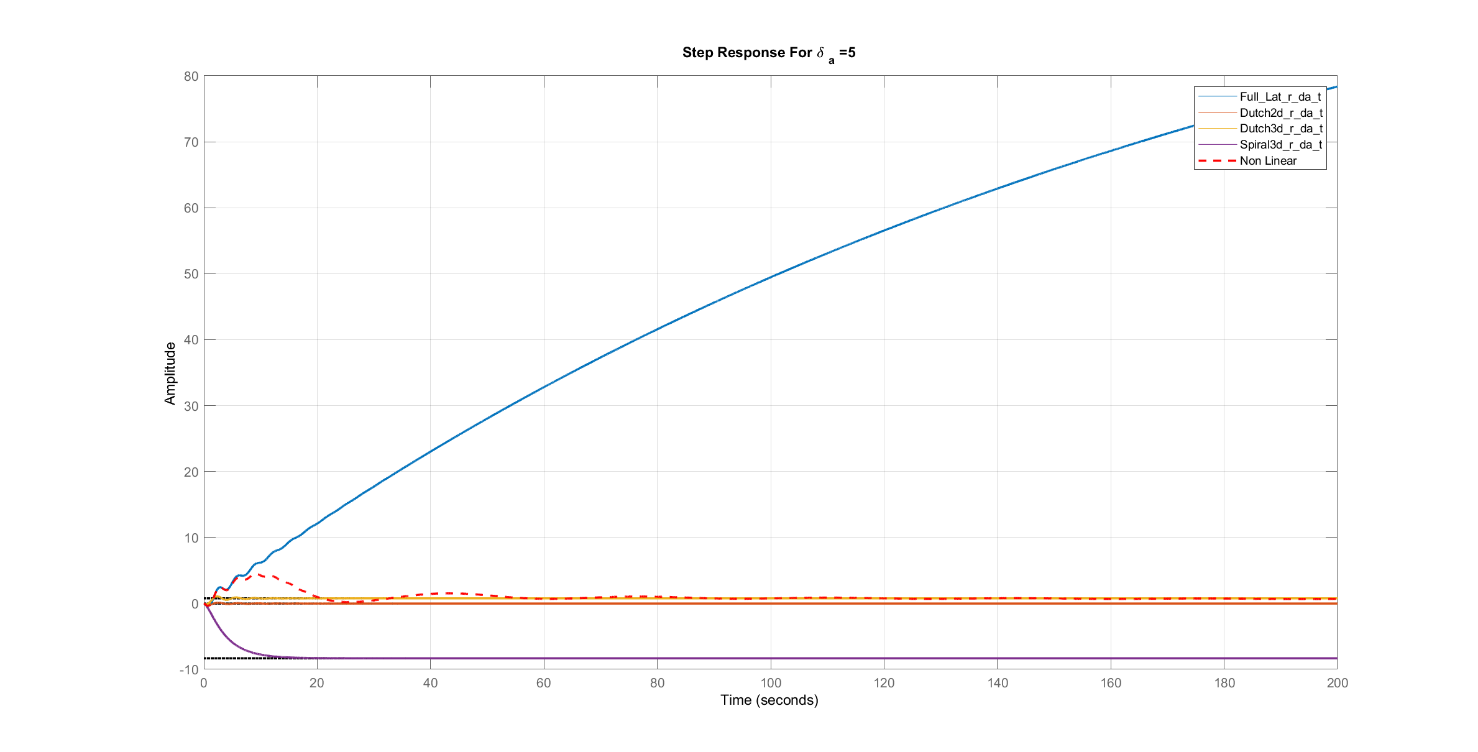 Step Response For δ a =5
80
70
60
50
40
30
20
10
0
-10
Amplitude
Full_Lat_r_da_t
Dutch2d_r_da_t
Dutch3d_r_da_t
Spiral3d_r_da_t
Non Linear
0 20 40 60 80 100 120 140 160 180 200
Time (seconds)